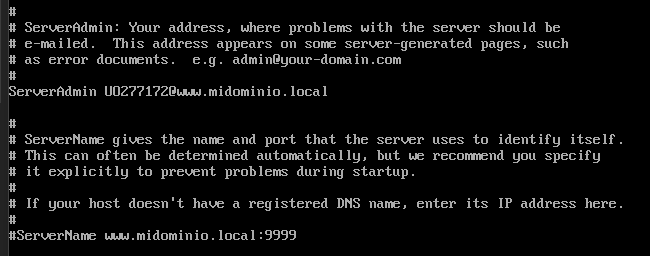 #
# ServerAdmin: Your address, where problems with the server should be
# e-mailed.  This address appears on some server-generated pages, such
# as error documents.  e.g. admin@your-domain.com
#
ServerAdmin UO277172@www.midominio.local
#
# ServerName gives the name and port that the server uses to identify itself.
# This can often be determined automatically, but we recommend you specify
# it explicitly to prevent problems during startup.
#
# If your host doesn't have a registered DNS name, enter its IP address here.
#
#ServerName www.midominio.local:9999